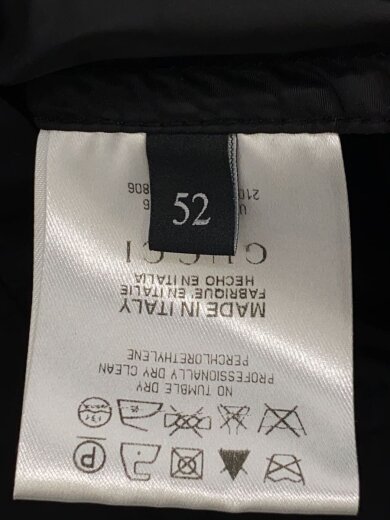 52
P
NO TUMBLE DRY
PROFESSIONALLY DRY CLEAN
PERCHLORETHYLENE
MADE IN ITALY
FABRIQUE' EN ITALIE
HECHO EN ITALIA
GUCCI